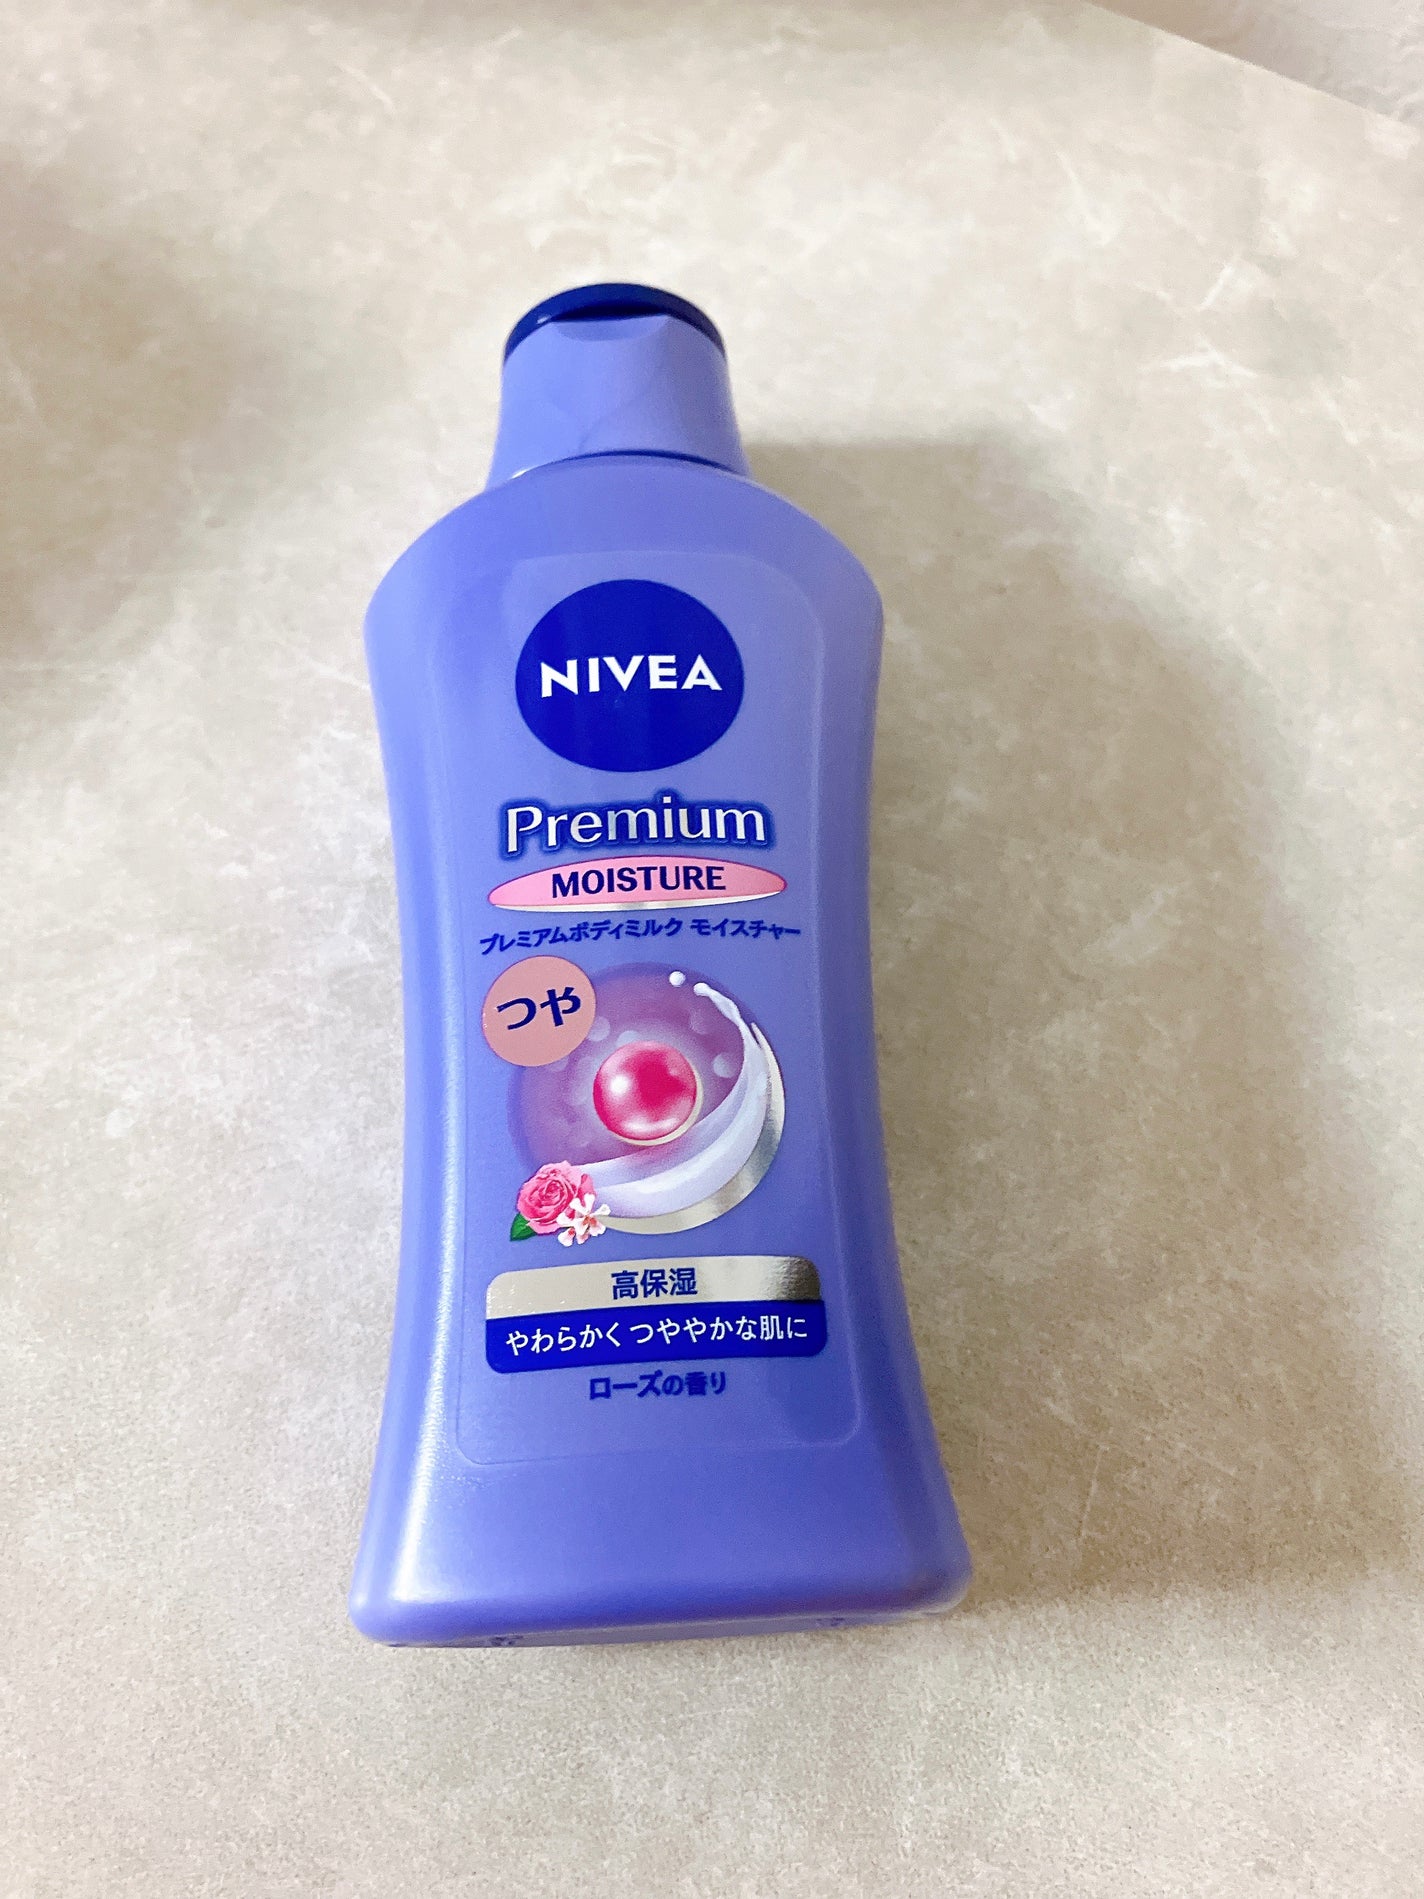 NIVEA
Premium
MOISTURE
プレミアムボディミルク モイスチャー
つや
高保湿
やわらかく つややかな肌に
ローズの香り